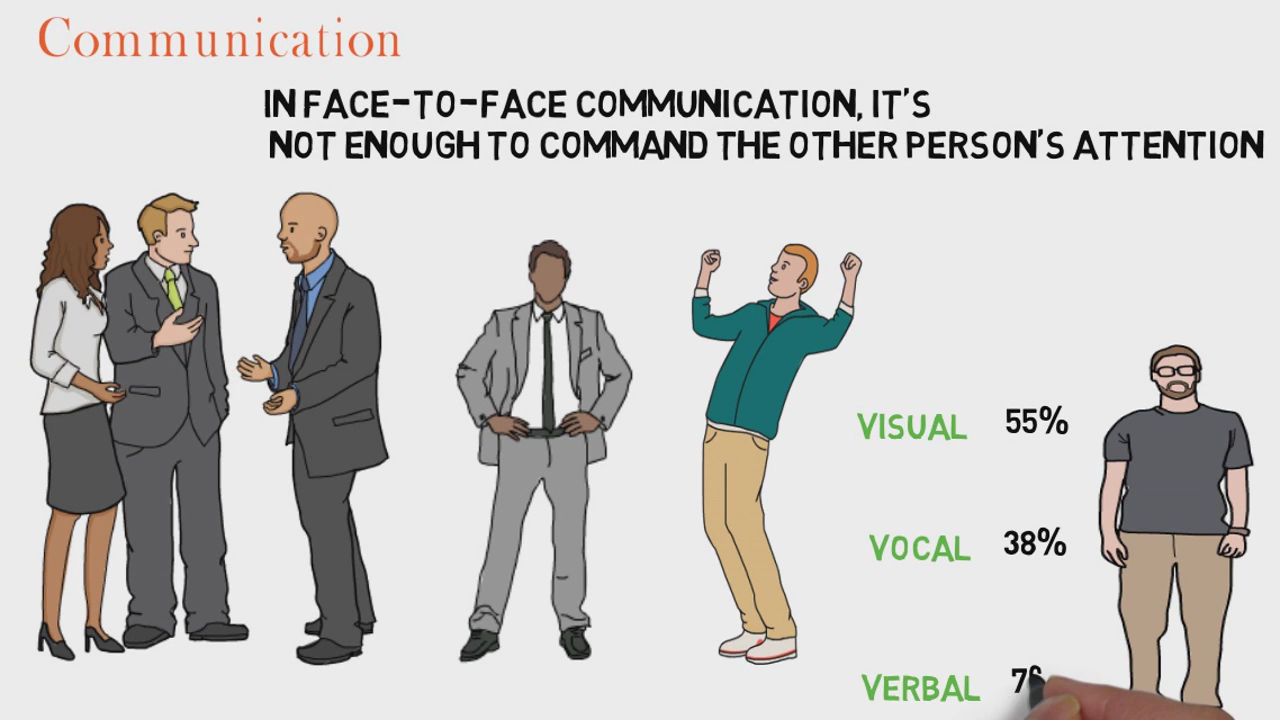 Communication
IN FACE-TO-FACE COMMUNICATION, IT'S
NOT ENOUGH TO COMMAND THE OTHER PERSON'S ATTENTION
VISUAL 55%
VOCAL 38%
VERBAL 7